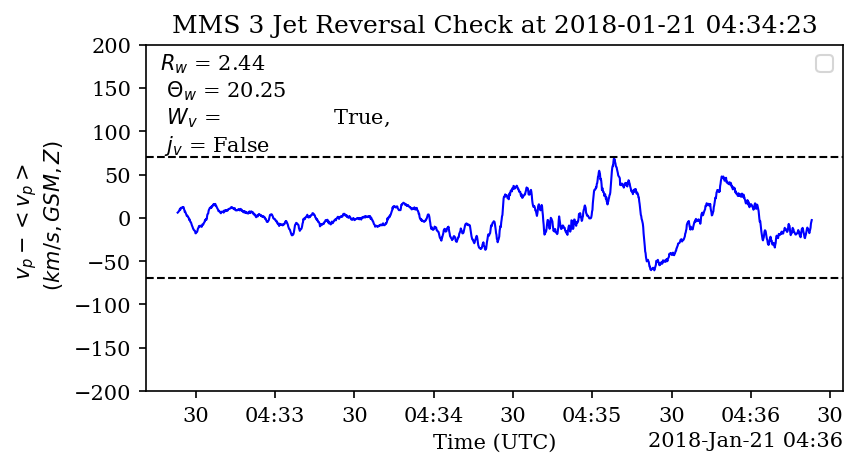 MMS 3 Jet Reversal Check at 2018-01-21 04:34:23
R_w = 2.44
Θ_w = 20.25
W_v = True,
j_v = False
v_p − < v_p >
(km/s, GSM, Z)
200
150
100
50
0
−50
−100
−150
−200
30 04:33 30 04:34 30 04:35 30 04:36 30
Time (UTC) 2018-Jan-21 04:36